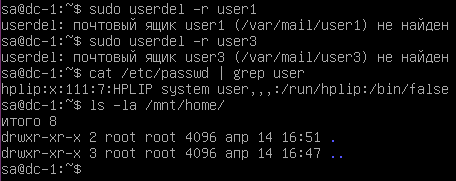 sa@dc-1:~$ sudo userdel -r user1
userdel: почтовый ящик user1 (/var/mail/user1) не найден
sa@dc-1:~$ sudo userdel -r user3
userdel: почтовый ящик user3 (/var/mail/user3) не найден
sa@dc-1:~$ cat /etc/passwd | grep user
hplip:x:111:7:HPLIP system user,,,:/run/hplip:/bin/false
sa@dc-1:~$ ls -la /mnt/home/
итого 8
drwxr-xr-x 2 root root 4096 апр 14 16:51 .
drwxr-xr-x 3 root root 4096 апр 14 16:47 ..
sa@dc-1:~$